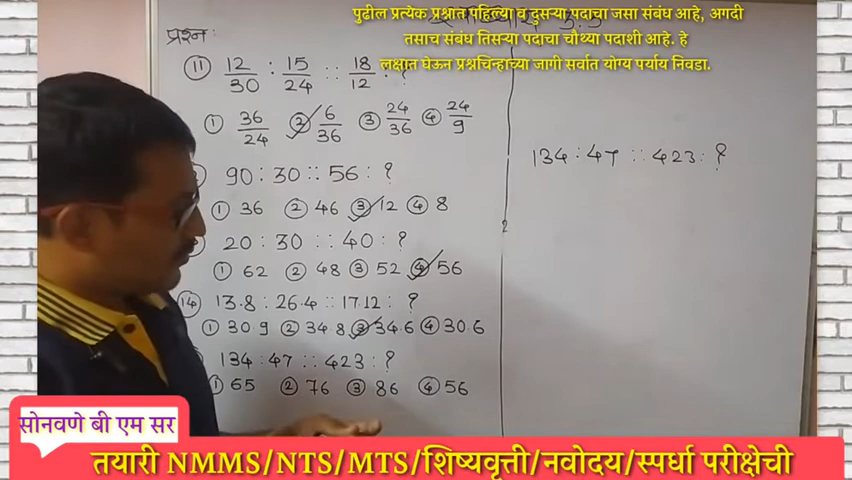 पुढील प्रत्येक प्रश्नात पहिल्या व दुसऱ्या पदाचा जसा संबंध आहे, अगदी
तसाच संबंध तिसऱ्या पदाचा चौथ्या पदाशी आहे. हे
लक्षात घेऊन प्रश्नचिन्हाच्या जागी सर्वात योग्य पर्याय निवडा.
प्रश्नः
11 12/30 : 15/24 :: 18/12 : ?
1 36/24 2 6/36 3 24/36 4 24/9
90 : 30 :: 56 : ?
1 36 2 46 3 12 4 8
20 : 30 :: 40 : ?
1 62 2 48 3 52 4 56
14 13.8 : 26.4 :: 17.12 : ?
1 30.9 2 34.8 3 34.6 4 30.6
134 : 47 :: 423 : ?
1 65 2 76 3 86 4 56
134 : 47 :: 423 : ?
सोनवणे बी एम सर
तयारी NMMS/NTS/MTS/शिष्यवृत्ती/नवोदय/स्पर्धा परीक्षेची